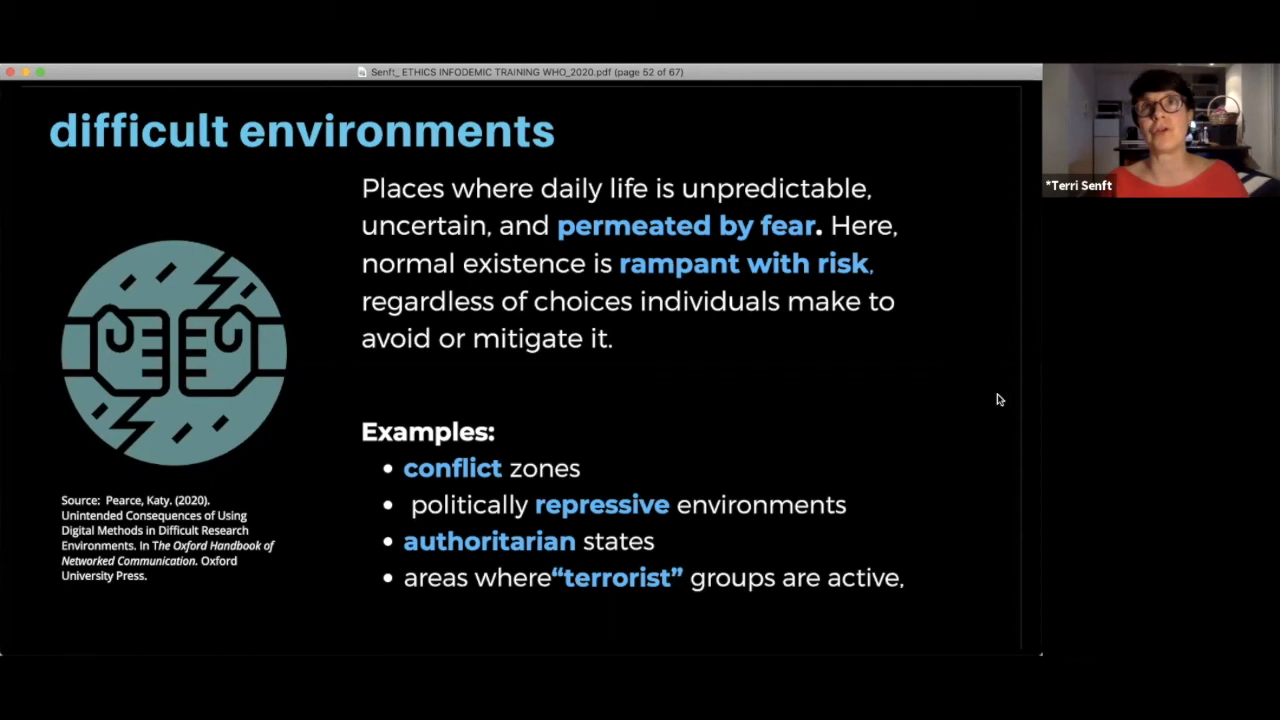 Senft_ ETHICS INFODEMIC TRAINING WHO_2020.pdf (page 52 of 67)
difficult environments
Places where daily life is unpredictable,
uncertain, and permeated by fear. Here,
normal existence is rampant with risk,
regardless of choices individuals make to
avoid or mitigate it.
Examples:
• conflict zones
• politically repressive environments
• authoritarian states
• areas where“terrorist” groups are active,
Source: Pearce, Katy. (2020).
Unintended Consequences of Using
Digital Methods in Difficult Research
Environments. In The Oxford Handbook of
Networked Communication. Oxford
University Press.
*Terri Senft